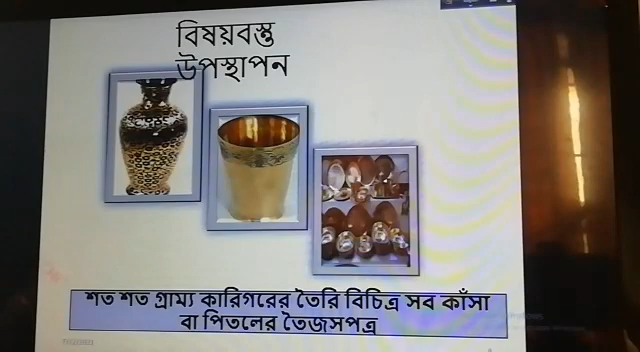 বিষয়বস্তু
উপস্থাপন
শত শত গ্রাম্য কারিগরের তৈরি বিচিত্র সব কাঁসা
বা পিতলের তৈজসপত্র